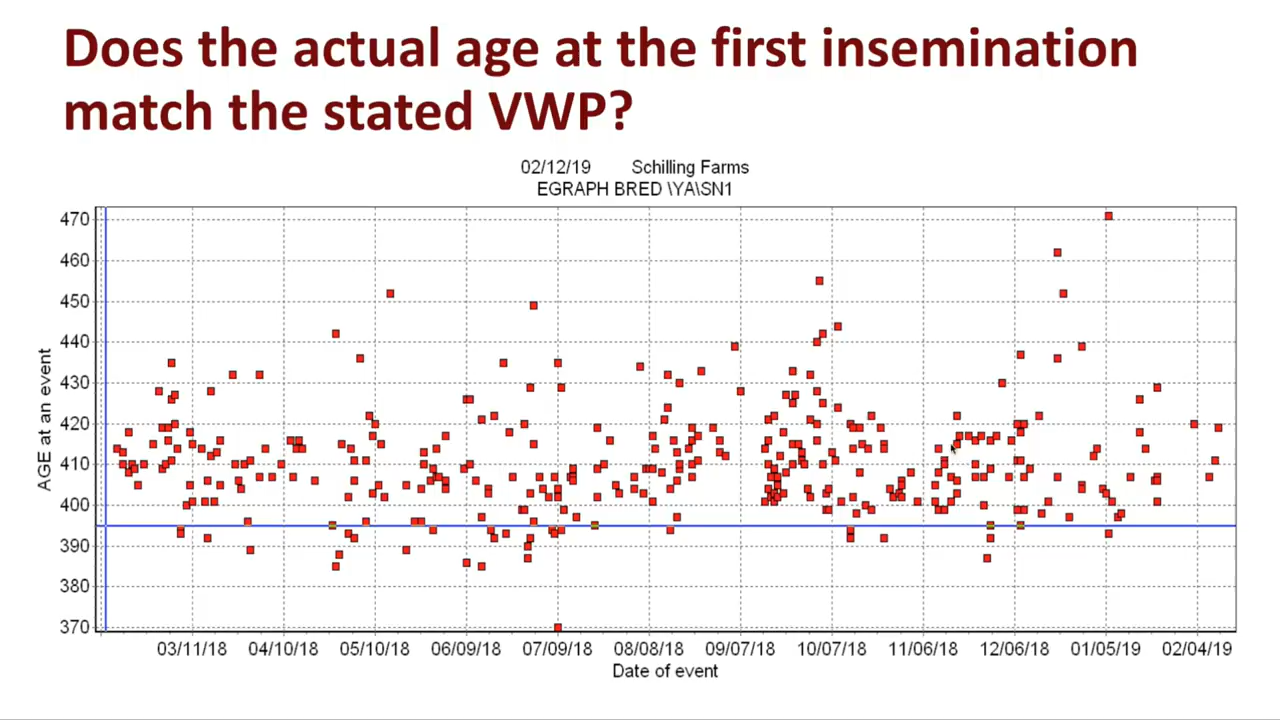 Does the actual age at the first insemination
match the stated VWP?
02/12/19 Schilling Farms
EGRAPH BRED \YA\SN1
AGE at an event
470
460
450
440
430
420
410
400
390
380
370
03/11/18 04/10/18 05/10/18 06/09/18 07/09/18 08/08/18 09/07/18 10/07/18 11/06/18 12/06/18 01/05/19 02/04/19
Date of event